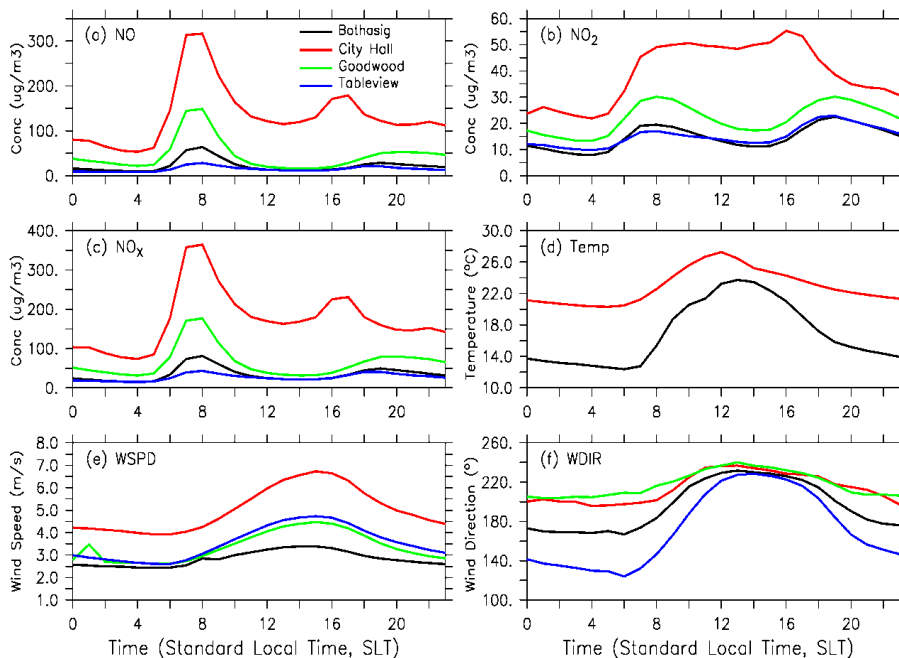 (a) NO
Bothasig
City Hall
Goodwood
Tableview
Conc (ug/m3)
300.
200.
100.
0.
0 4 8 12 16 20
(b) NO2
Conc (ug/m3)
60.
50.
40.
30.
20.
10.
0.
0 4 8 12 16 20
(c) NOX
Conc (ug/m3)
400.
300.
200.
100.
0.
0 4 8 12 16 20
(d) Temp
Temperature (°C)
30.0
26.0
22.0
18.0
14.0
10.0
0 4 8 12 16 20
(e) WSPD
Wind Speed (m/s)
8.0
7.0
6.0
5.0
4.0
3.0
2.0
1.0
0 4 8 12 16 20
Time (Standard Local Time, SLT)
(f) WDIR
Wind Direction (°)
260.
220.
180.
140.
100.
0 4 8 12 16 20
Time (Standard Local Time, SLT)